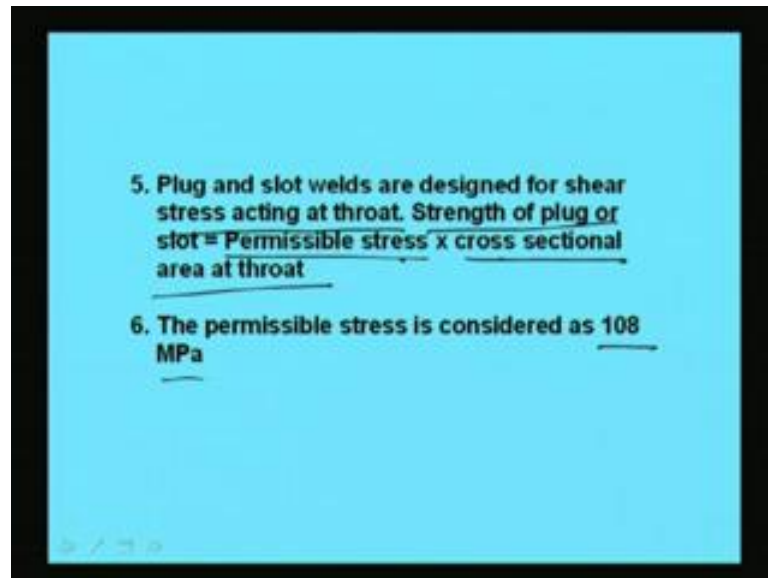 5. Plug and slot welds are designed for shear
stress acting at throat. Strength of plug or
slot = Permissible stress x cross sectional
area at throat
6. The permissible stress is considered as 108
MPa